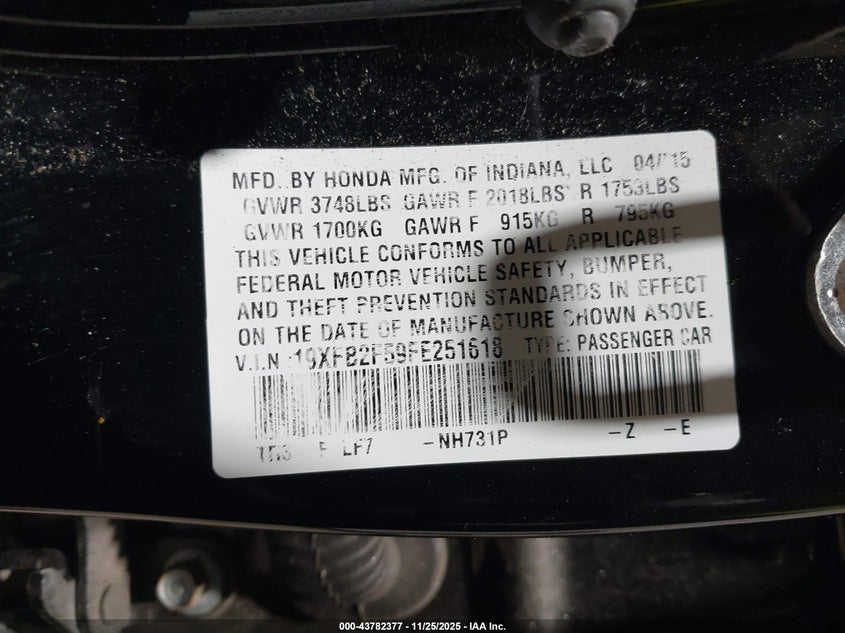 MFD. BY HONDA MFG. OF INDIANA, LLC 04/15
GVWR 3748LBS GAWR F 2018LBS R 1753LBS
GVWR 1700KG GAWR F 915KG R 795KG
THIS VEHICLE CONFORMS TO ALL APPLICABLE
FEDERAL MOTOR VEHICLE SAFETY, BUMPER,
AND THEFT PREVENTION STANDARDS IN EFFECT
ON THE DATE OF MANUFACTURE SHOWN ABOVE.
V.I.N. 19XFB2F59FE251618 TYPE: PASSENGER CAR
F LF7 -NH731P -Z -E
000-43782377 - 11/25/2025 - IAA Inc.